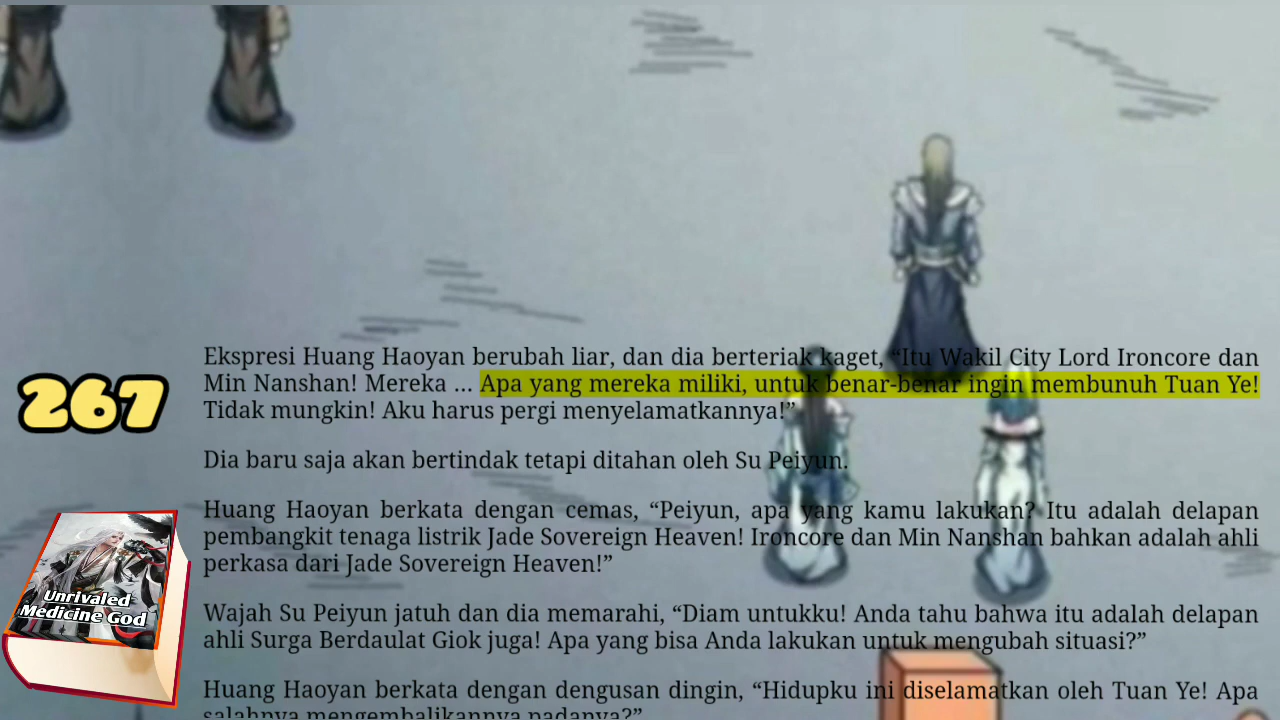 Ekspresi Huang Haoyan berubah liar, dan dia berteriak kaget, “Itu Wakil City Lord Ironcore dan
Min Nanshan! Mereka ... Apa yang mereka miliki, untuk benar-benar ingin membunuh Tuan Ye!
Tidak mungkin! Aku harus pergi menyelamatkannya!”
Dia baru saja akan bertindak tetapi ditahan oleh Su Peiyun.
Huang Haoyan berkata dengan cemas, “Peiyun, apa yang kamu lakukan? Itu adalah delapan
pembangkit tenaga listrik Jade Sovereign Heaven! Ironcore dan Min Nanshan bahkan adalah ahli
perkasa dari Jade Sovereign Heaven!”
Wajah Su Peiyun jatuh dan dia memarahi, “Diam untukku! Anda tahu bahwa itu adalah delapan
ahli Surga Berdaulat Giok juga! Apa yang bisa Anda lakukan untuk mengubah situasi?”
Huang Haoyan berkata dengan dengusan dingin, “Hidupku ini diselamatkan oleh Tuan Ye! Apa
salahnya mengembalikannya padanya?”
267
Unrivaled
Medicine God